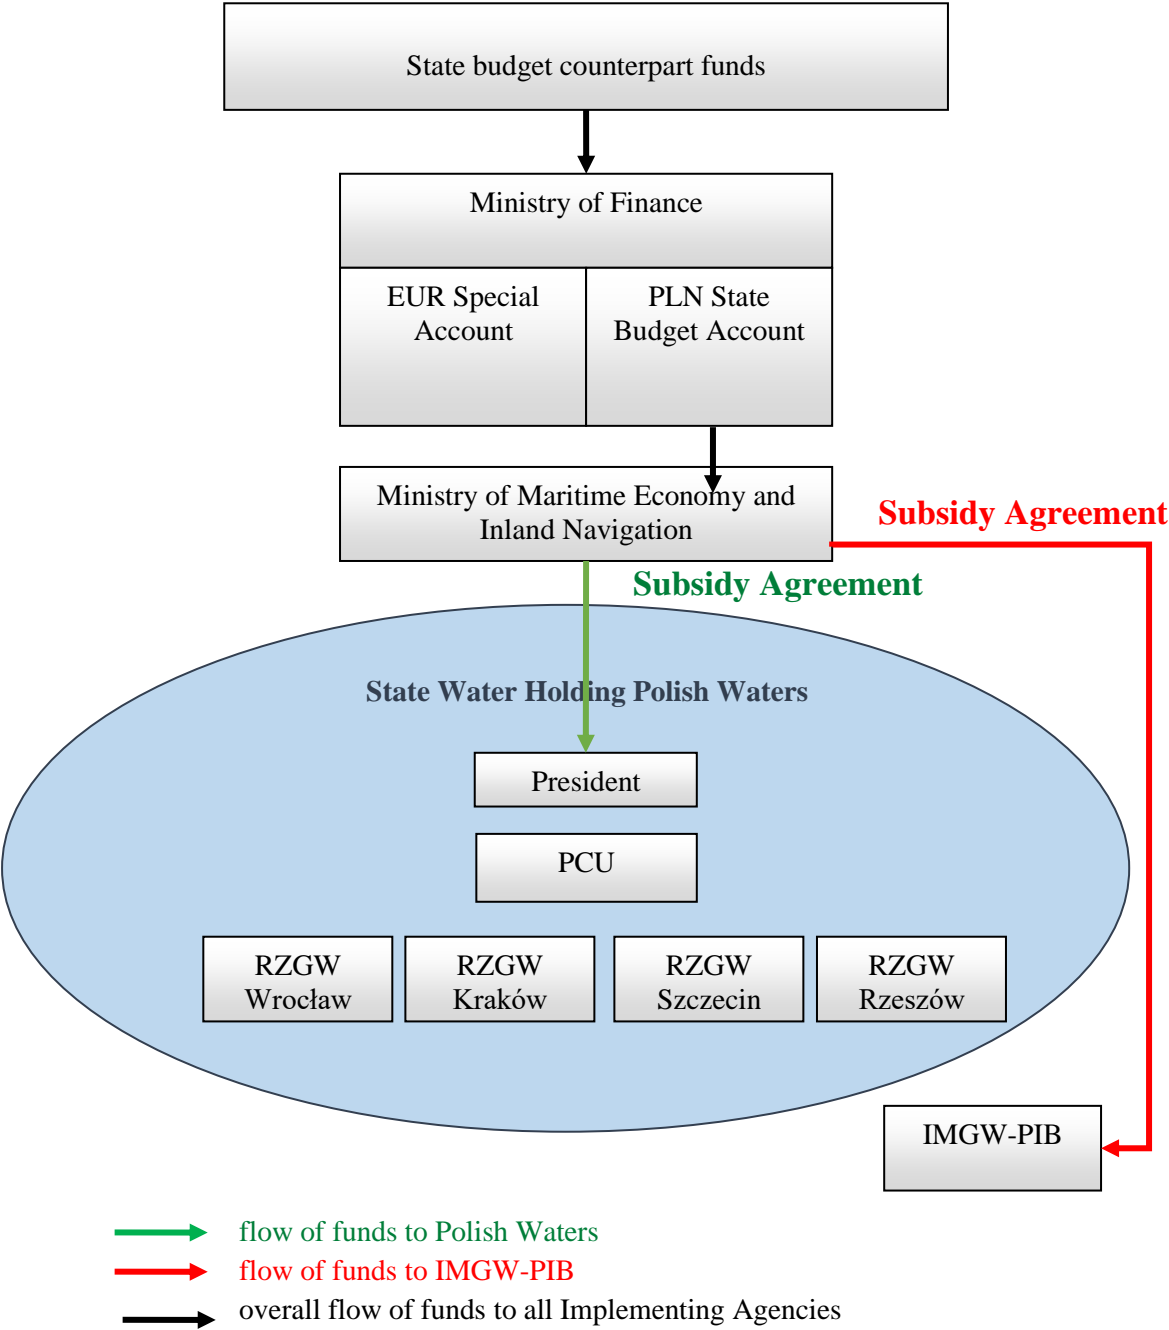 State budget counterpart funds
Ministry of Finance
EUR Special
Account
PLN State
Budget Account
Ministry of Maritime Economy and
Inland Navigation
Subsidy Agreement
Subsidy Agreement
State Water Holding Polish Waters
President
PCU
RZGW
Wrocław
RZGW
Kraków
RZGW
Szczecin
RZGW
Rzeszów
IMGW-PIB
flow of funds to Polish Waters
flow of funds to IMGW-PIB
overall flow of funds to all Implementing Agencies